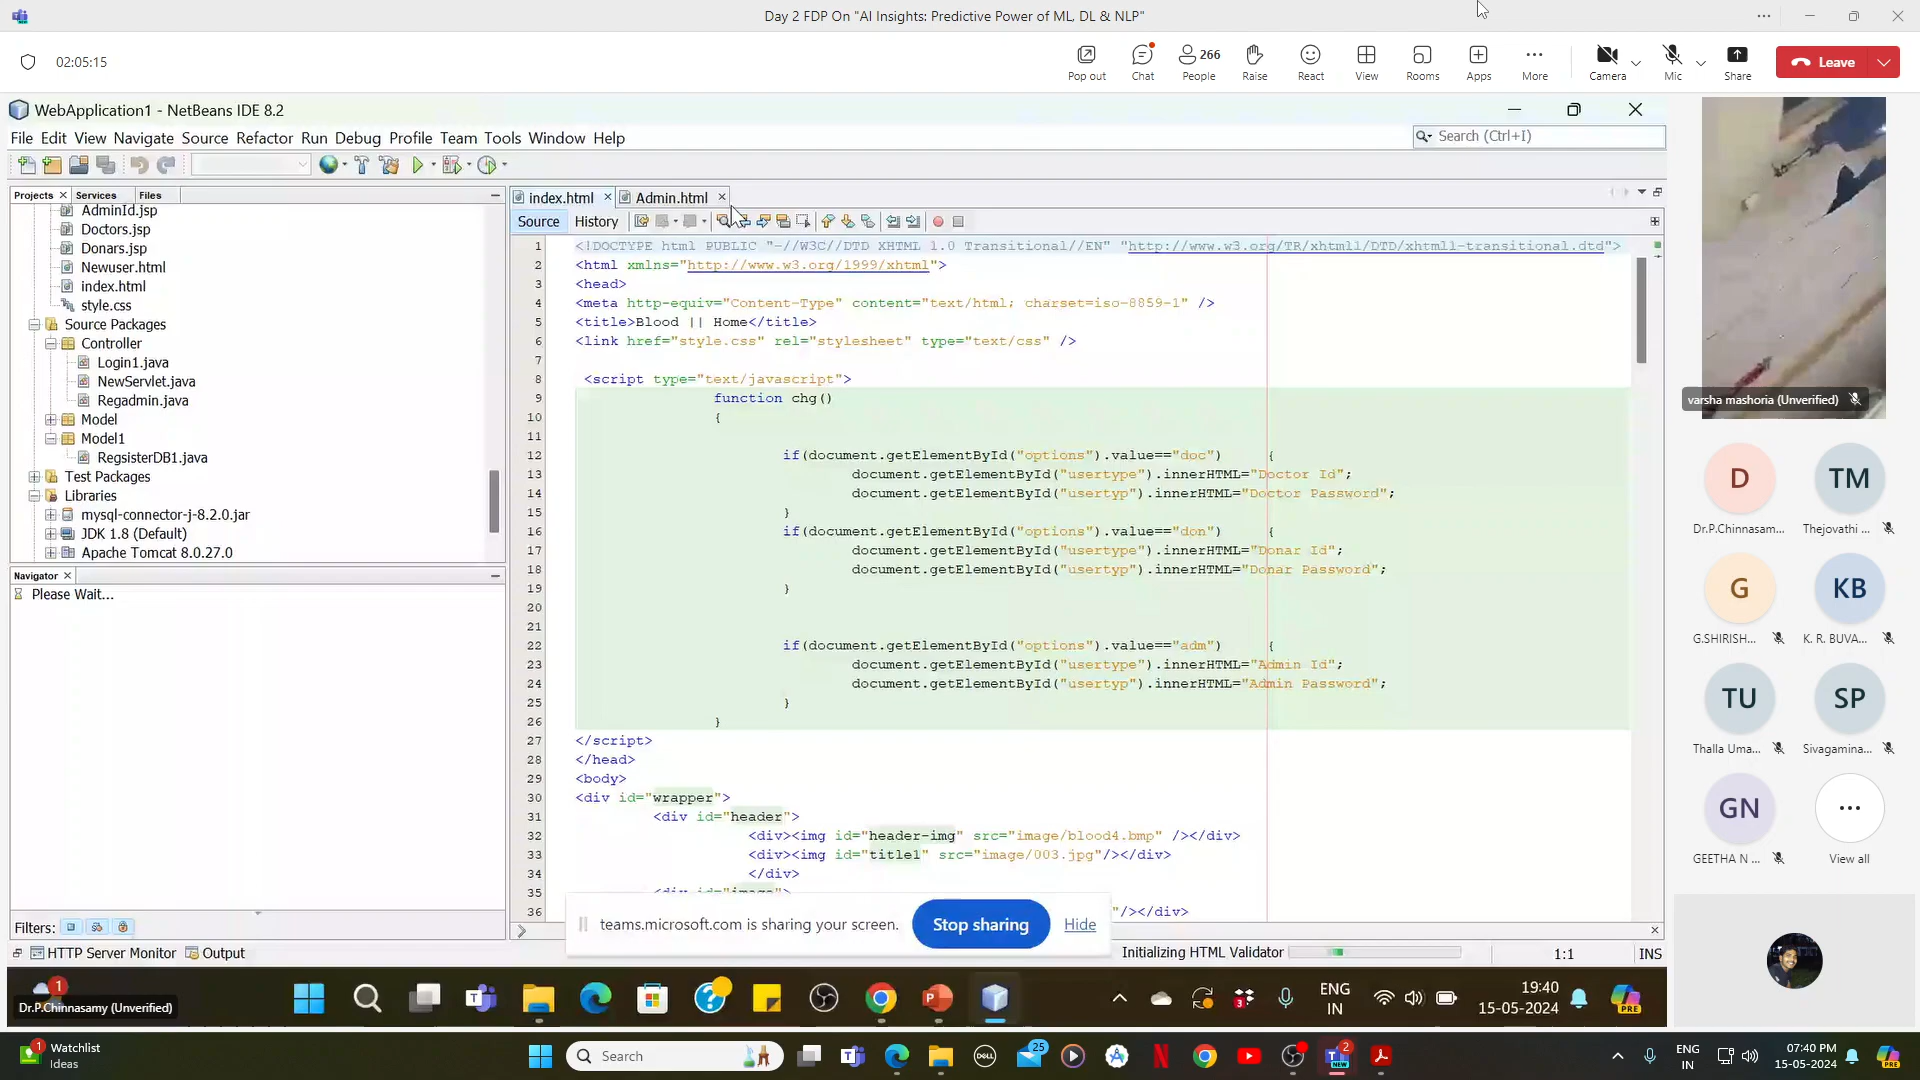 Day 2 FDP On "AI Insights: Predictive Power of ML, DL & NLP"
02:05:15
Pop out
Chat
266
People
Raise
React
View
Rooms
Apps
More
Camera
Mic
Share
Leave
WebApplication1 - NetBeans IDE 8.2
File Edit View Navigate Source Refactor Run Debug Profile Team Tools Window Help
Search (Ctrl+I)
Projects Services Files
AdminId.jsp
Doctors.jsp
Donars.jsp
Newuser.html
index.html
style.css
Source Packages
Controller
Login1.java
NewServlet.java
Regadmin.java
Model
Model1
RegsisterDB1.java
Test Packages
Libraries
mysql-connector-j-8.2.0.jar
JDK 1.8 (Default)
Apache Tomcat 8.0.27.0
Navigator
Please Wait...
Filters:
index.html Admin.html
Source History
1 <!DOCTYPE html PUBLIC "-//W3C//DTD XHTML 1.0 Transitional//EN" "http://www.w3.org/TR/xhtml1/DTD/xhtml1-transitional.dtd">
2 <html xmlns="http://www.w3.org/1999/xhtml">
3 <head>
4 <meta http-equiv="Content-Type" content="text/html; charset=iso-8859-1" />
5 <title>Blood || Home</title>
6 <link href="style.css" rel="stylesheet" type="text/css" />
7
8 <script type="text/javascript">
9 function chg()
10 {
11
12 if(document.getElementById("options").value=="doc") {
13 document.getElementById("usertype").innerHTML="Doctor Id";
14 document.getElementById("usertyp").innerHTML="Doctor Password";
15 }
16 if(document.getElementById("options").value=="don") {
17 document.getElementById("usertype").innerHTML="Donar Id";
18 document.getElementById("usertyp").innerHTML="Donar Password";
19 }
20
21
22 if(document.getElementById("options").value=="adm") {
23 document.getElementById("usertype").innerHTML="Admin Id";
24 document.getElementById("usertyp").innerHTML="Admin Password";
25 }
26 }
27 </script>
28 </head>
29 <body>
30 <div id="wrapper">
31 <div id="header">
32 <div><img id="header-img" src="image/blood4.bmp" /></div>
33 <div><img id="title1" src="image/003.jpg"/></div>
34 </div>
35 <div id="image">
36 "/></div>
teams.microsoft.com is sharing your screen. Stop sharing Hide
HTTP Server Monitor Output
Initializing HTML Validator
1:1 INS
1
Dr.P.Chinnasamy (Unverified)
ENG
IN
19:40
15-05-2024
PRE
varsha mashoria (Unverified)
D
Dr.P.Chinnasam...
TM
Thejovathi ...
G
G.SHIRISH...
KB
K. R. BUVA...
TU
Thalla Uma...
SP
Sivagamina...
GN
GEETHA N ...
View all
1
Watchlist
Ideas
Search
DELL
25
N
2
NEW
ENG
IN
07:40 PM
15-05-2024
PRE